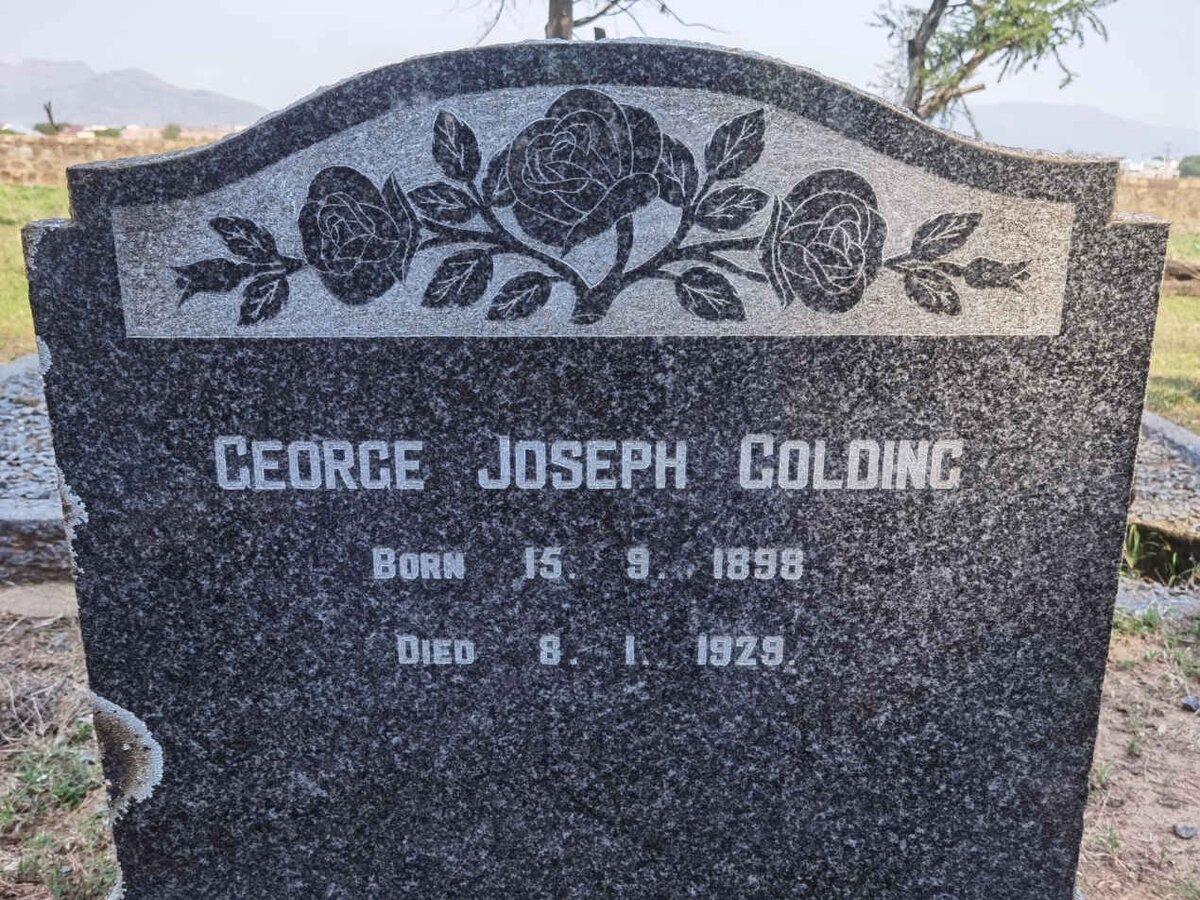 GEORGE JOSEPH GOLDING
BORN 15. 9. 1898
DIED 8. 1. 1929.